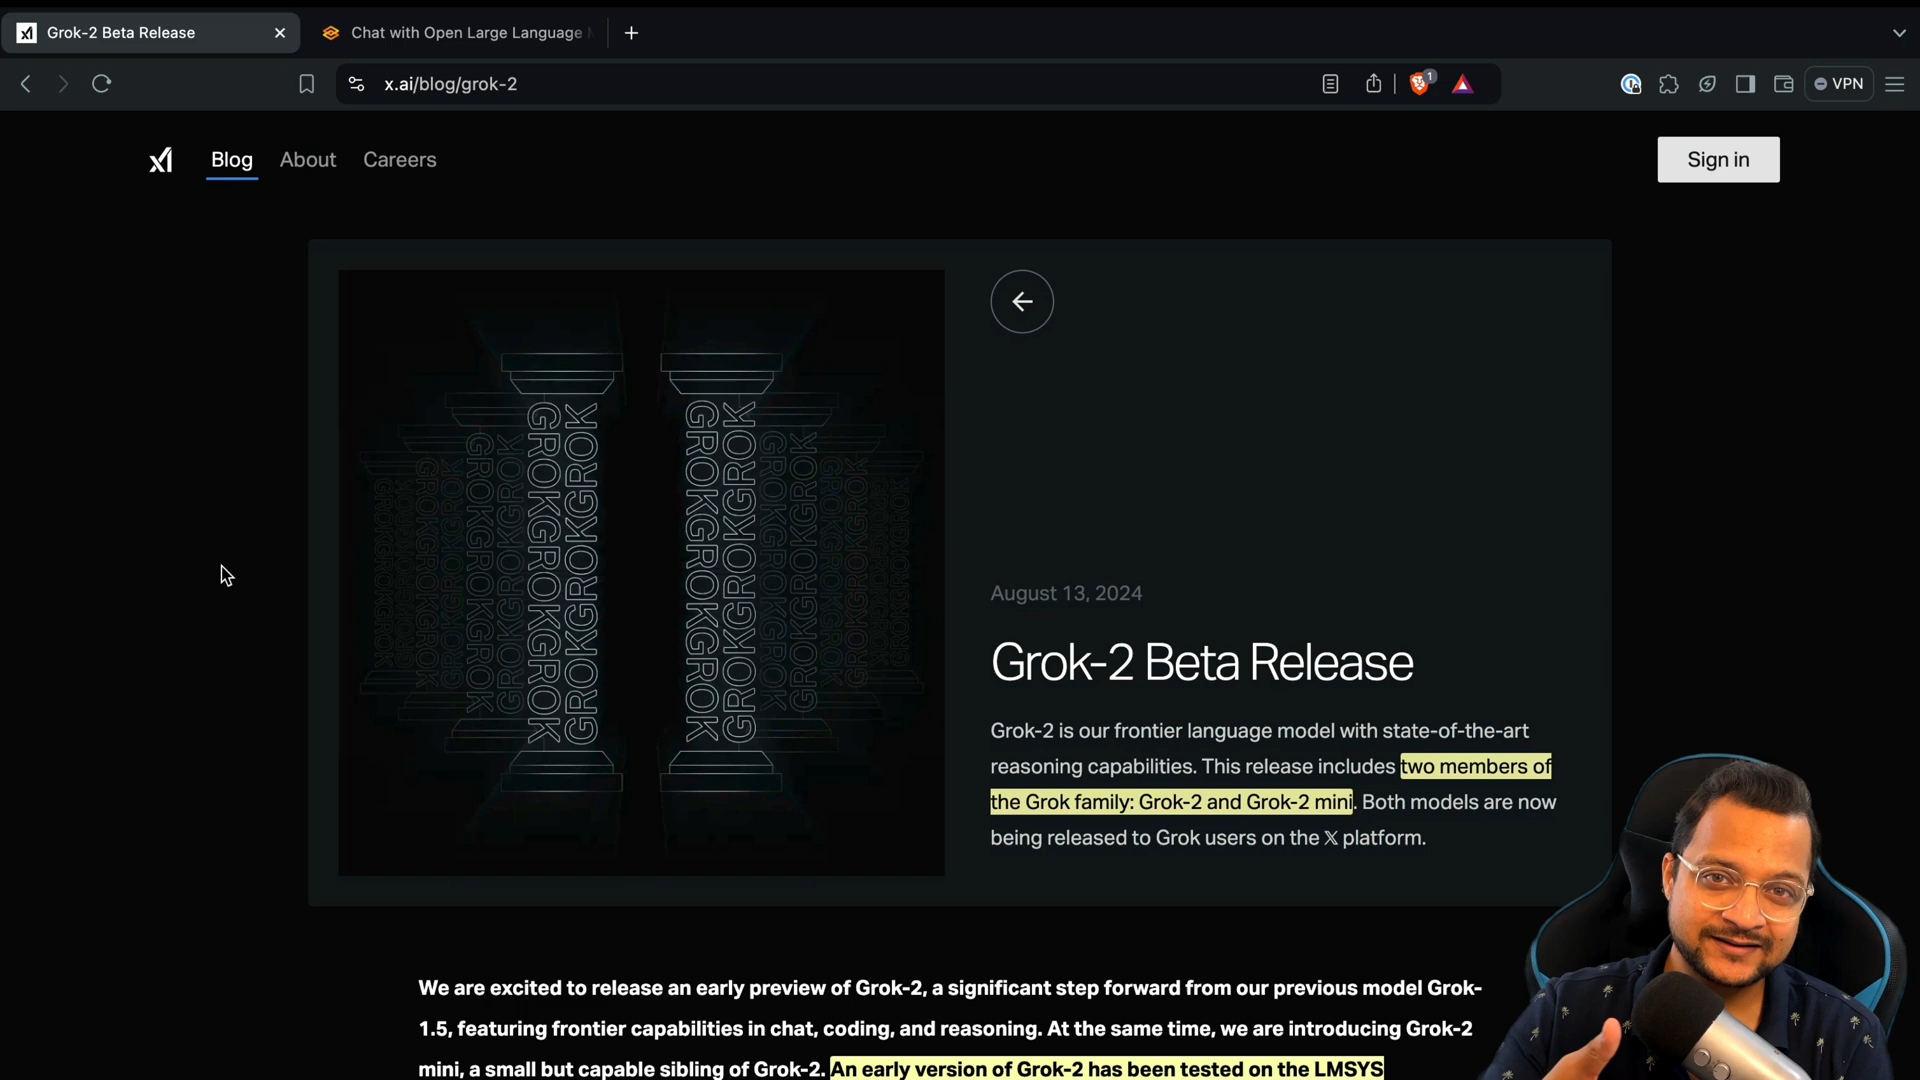 Grok-2 Beta Release
Chat with Open Large Language
x.ai/blog/grok-2
1
VPN
xI
Blog
About
Careers
Sign in
GROKGROKGROK
GROKGROKGROK
GROKGROKGROK
GROKGROKGROK
August 13, 2024
Grok-2 Beta Release
Grok-2 is our frontier language model with state-of-the-art
reasoning capabilities. This release includes two members of
the Grok family: Grok-2 and Grok-2 mini. Both models are now
being released to Grok users on the 𝕏 platform.
We are excited to release an early preview of Grok-2, a significant step forward from our previous model Grok-
1.5, featuring frontier capabilities in chat, coding, and reasoning. At the same time, we are introducing Grok-2
mini, a small but capable sibling of Grok-2. An early version of Grok-2 has been tested on the LMSYS